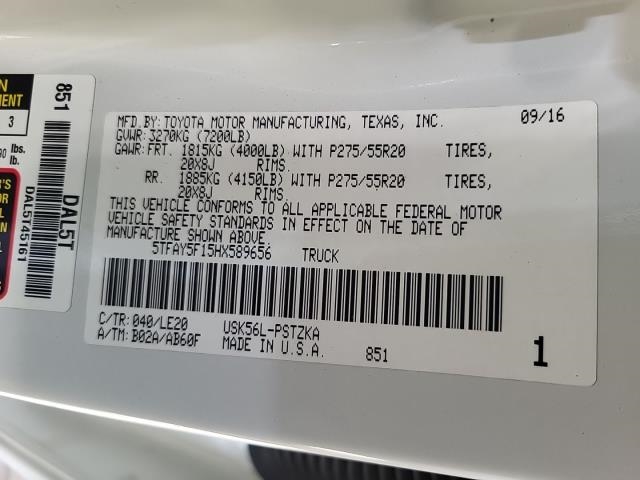 MFD.BY:TOYOTA MOTOR MANUFACTURING, TEXAS, INC. 09/16
GVWR:3270KG (7200LB)
GAWR:FRT. 1815KG (4000LB) WITH P275/55R20 TIRES,
20X8J RIMS
RR. 1885KG (4150LB) WITH P275/55R20 TIRES,
20X8J RIMS.
THIS VEHICLE CONFORMS TO ALL APPLICABLE FEDERAL MOTOR
VEHICLE SAFETY STANDARDS IN EFFECT ON THE DATE OF
MANUFACTURE SHOWN ABOVE.
5TFAY5F15HX589656 TRUCK
C/TR:040/LE20 USK56L-PSTZKA
A/TM:B02A/AB60F MADE IN U.S.A. 851
1
851
DAL5T
DAL5T45161
3
lbs.
lb.